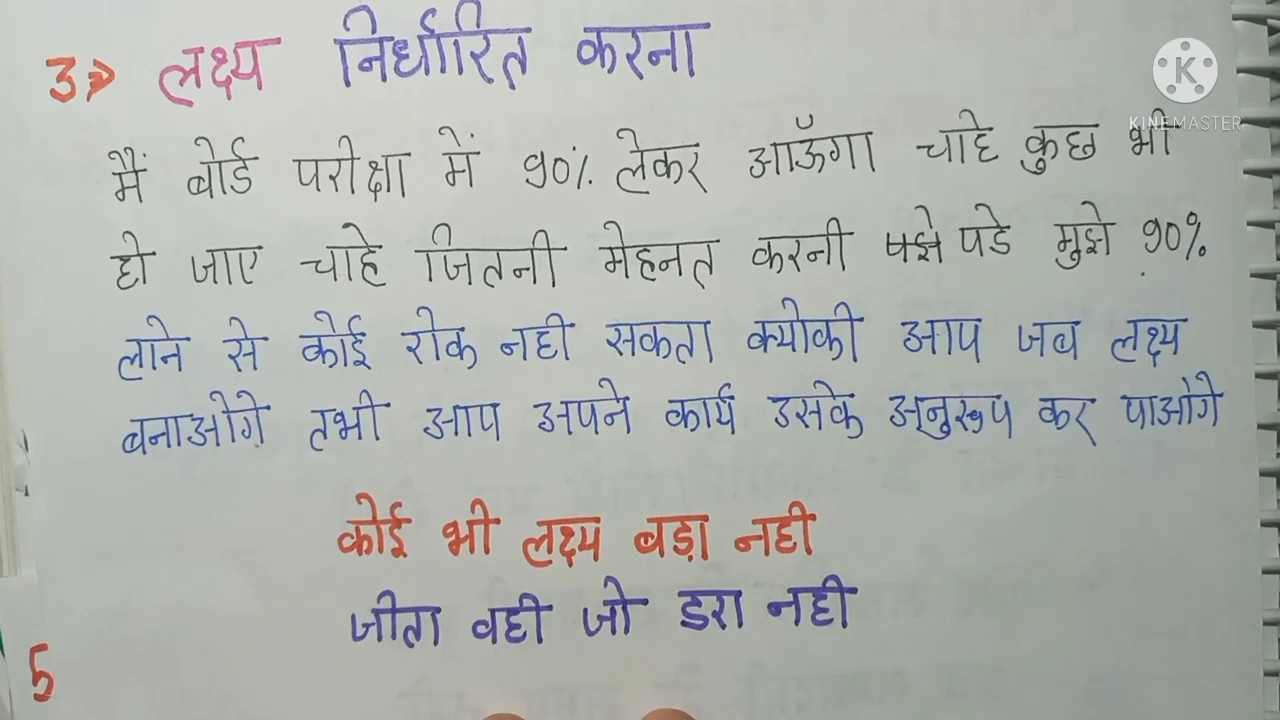 3» लक्ष्य निर्धारित करना
मैं बोर्ड परीक्षा में 90% लेकर आऊँगा चाहे कुछ भी
हो जाए चाहे जितनी मेहनत करनी पडे मुझे 90%
लाने से कोई रोक नही सकता क्योकी आप जब लक्ष्य
बनाओगे तभी आप अपने कार्य उसके अनुरूप कर पाओगे
कोई भी लक्ष्य बड़ा नही
जीता वही जो डरा नही
5
K
KINEMASTER